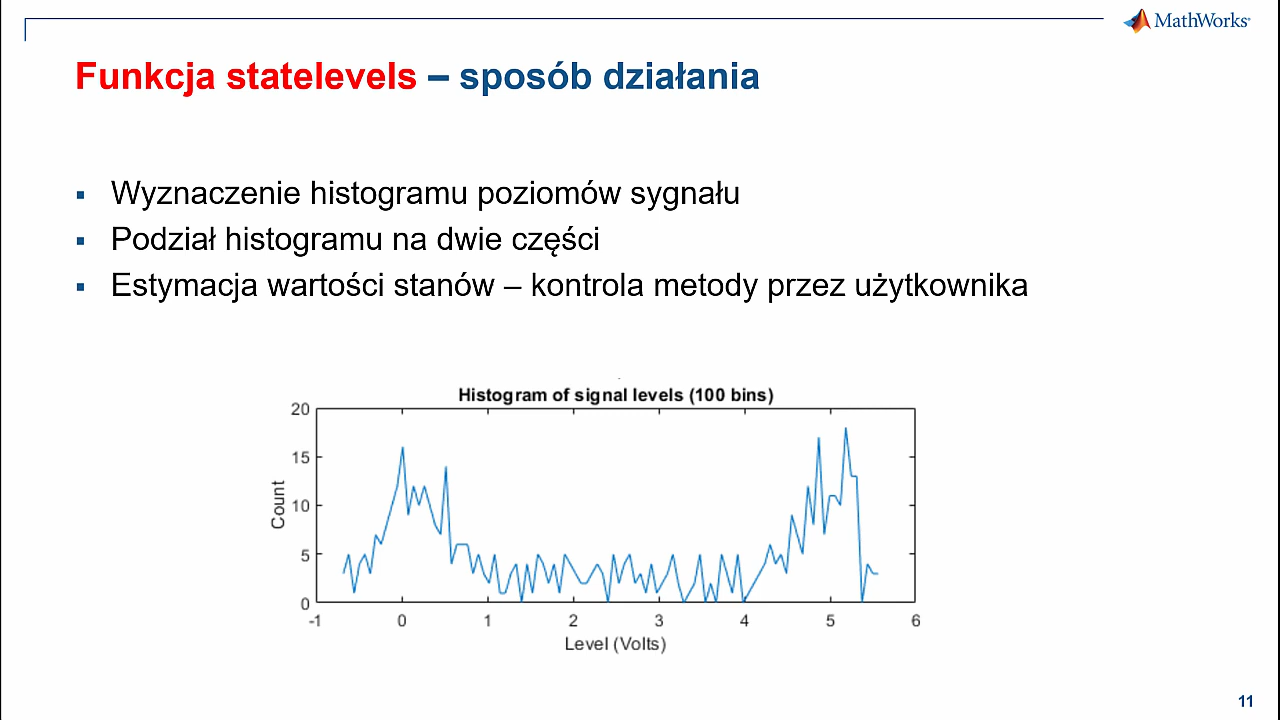 MathWorks®
Funkcja statelevels – sposób działania
▪ Wyznaczenie histogramu poziomów sygnału
▪ Podział histogramu na dwie części
▪ Estymacja wartości stanów – kontrola metody przez użytkownika
Histogram of signal levels (100 bins)
20
15
10
5
0
Count
-1 0 1 2 3 4 5 6
Level (Volts)
11